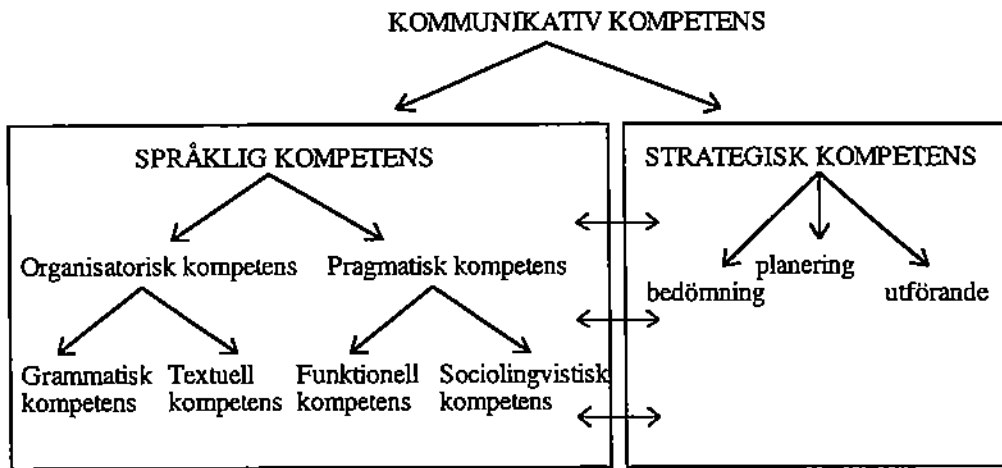 KOMMUNIKATIV KOMPETENS
SPRÅKLIG KOMPETENS
STRATEGISK KOMPETENS
Organisatorisk kompetens
Pragmatisk kompetens
planering
bedömning
utförande
Grammatisk
kompetens
Textuell
kompetens
Funktionell
kompetens
Sociolingvistisk
kompetens